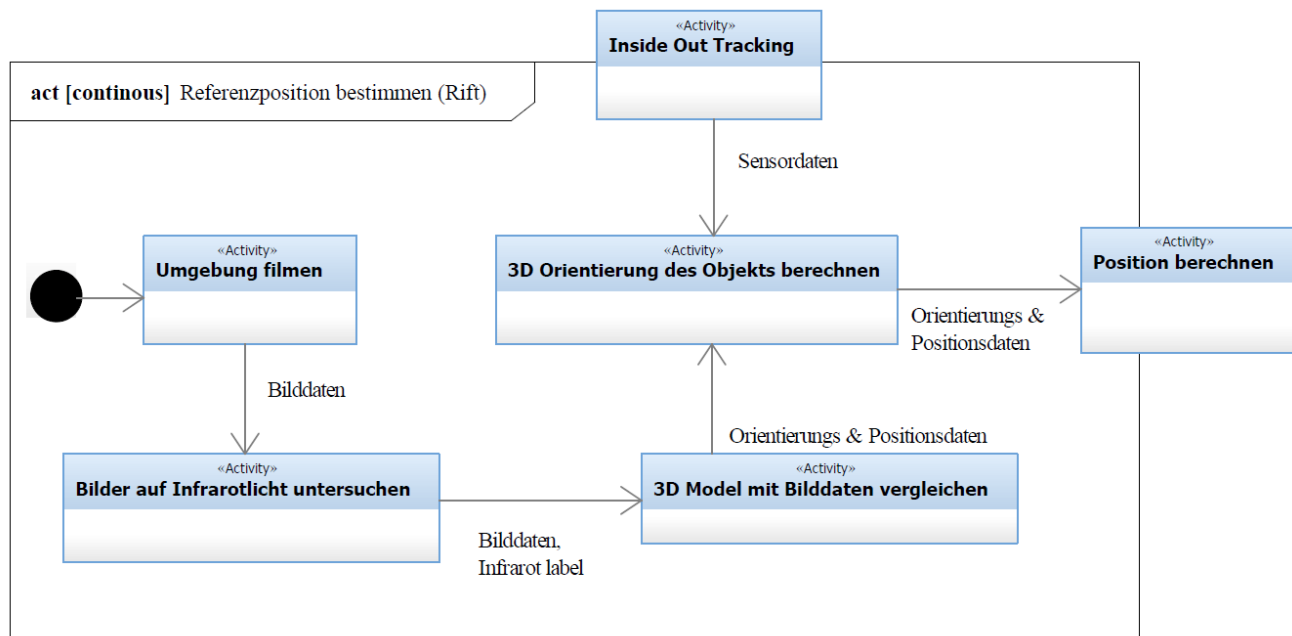 «Activity»
Inside Out Tracking
act [continous] Referenzposition bestimmen (Rift)
Sensordaten
«Activity»
Umgebung filmen
«Activity»
3D Orientierung des Objekts berechnen
«Activity»
Position berechnen
Orientierungs &
Positionsdaten
Bilddaten
Orientierungs & Positionsdaten
«Activity»
Bilder auf Infrarotlicht untersuchen
«Activity»
3D Model mit Bilddaten vergleichen
Bilddaten,
Infrarot label